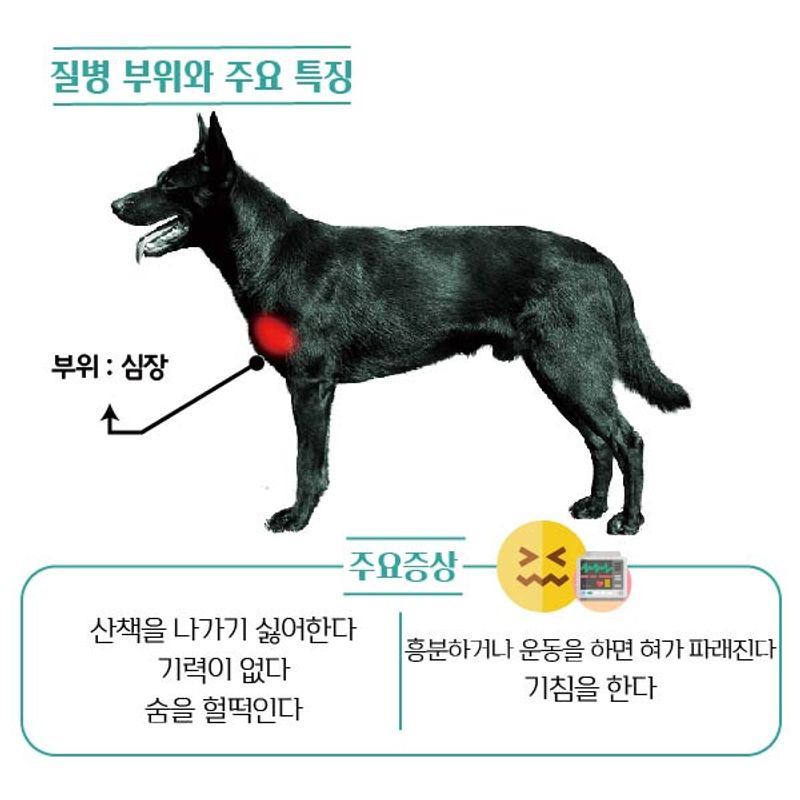 질병 부위와 주요 특징
부위 : 심장
주요증상
산책을 나가기 싫어한다
기력이 없다
숨을 헐떡인다
흥분하거나 운동을 하면 혀가 파래진다
기침을 한다